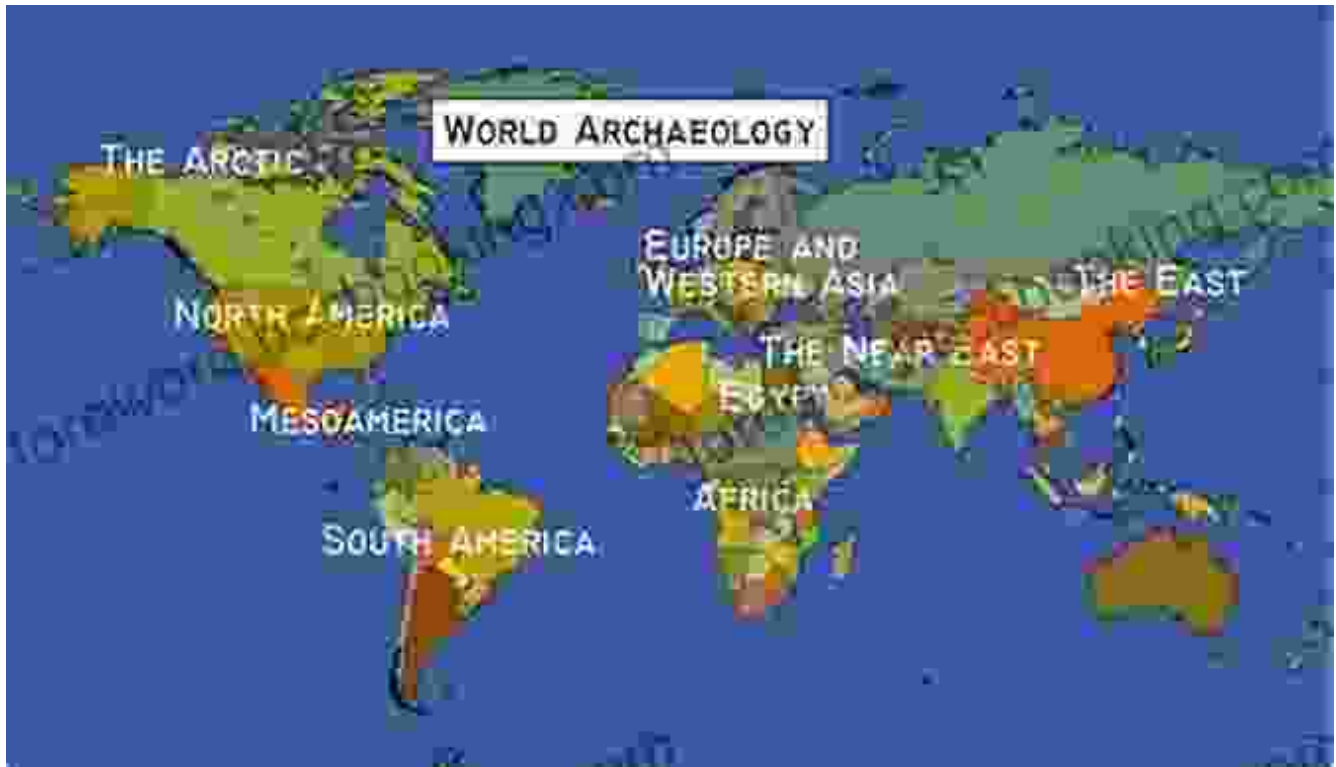 WORLD ARCHAEOLOGY
THE ARCTIC
EUROPE AND
WESTERN ASIA
THE EAST
NORTH AMERICA
THE NEAR EAST
EGYPT
MESOAMERICA
AFRICA
SOUTH AMERICA